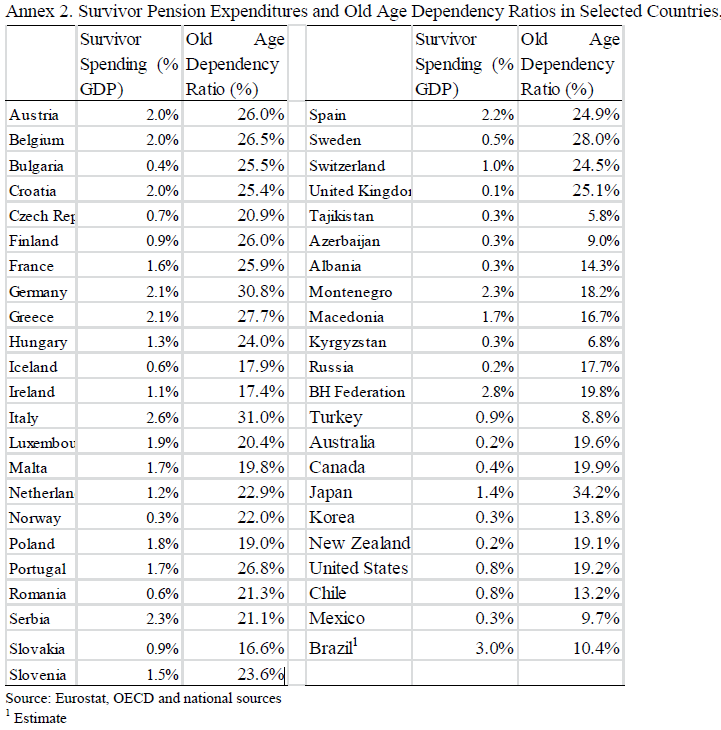 Annex 2. Survivor Pension Expenditures and Old Age Dependency Ratios in Selected Countries,
Survivor Spending (% GDP) Old Age Dependency Ratio (%) Survivor Spending (% GDP) Old Age Dependency Ratio (%)
Austria 2.0% 26.0% Spain 2.2% 24.9%
Belgium 2.0% 26.5% Sweden 0.5% 28.0%
Bulgaria 0.4% 25.5% Switzerland 1.0% 24.5%
Croatia 2.0% 25.4% United Kingdo 0.1% 25.1%
Czech Rep 0.7% 20.9% Tajikistan 0.3% 5.8%
Finland 0.9% 26.0% Azerbaijan 0.3% 9.0%
France 1.6% 25.9% Albania 0.3% 14.3%
Germany 2.1% 30.8% Montenegro 2.3% 18.2%
Greece 2.1% 27.7% Macedonia 1.7% 16.7%
Hungary 1.3% 24.0% Kyrgyzstan 0.3% 6.8%
Iceland 0.6% 17.9% Russia 0.2% 17.7%
Ireland 1.1% 17.4% BH Federation 2.8% 19.8%
Italy 2.6% 31.0% Turkey 0.9% 8.8%
Luxembou 1.9% 20.4% Australia 0.2% 19.6%
Malta 1.7% 19.8% Canada 0.4% 19.9%
Netherlan 1.2% 22.9% Japan 1.4% 34.2%
Norway 0.3% 22.0% Korea 0.3% 13.8%
Poland 1.8% 19.0% New Zealand 0.2% 19.1%
Portugal 1.7% 26.8% United States 0.8% 19.2%
Romania 0.6% 21.3% Chile 0.8% 13.2%
Serbia 2.3% 21.1% Mexico 0.3% 9.7%
Slovakia 0.9% 16.6% Brazil¹ 3.0% 10.4%
Slovenia 1.5% 23.6%
Source: Eurostat, OECD and national sources
¹ Estimate